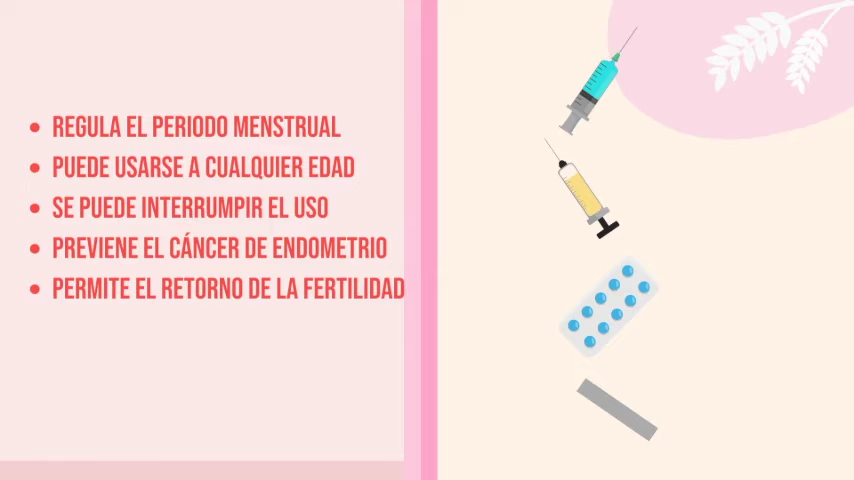 REGULA EL PERIODO MENSTRUAL
PUEDE USARSE A CUALQUIER EDAD
SE PUEDE INTERRUMPIR EL USO
PREVIENE EL CÁNCER DE ENDOMETRIO
PERMITE EL RETORNO DE LA FERTILIDAD